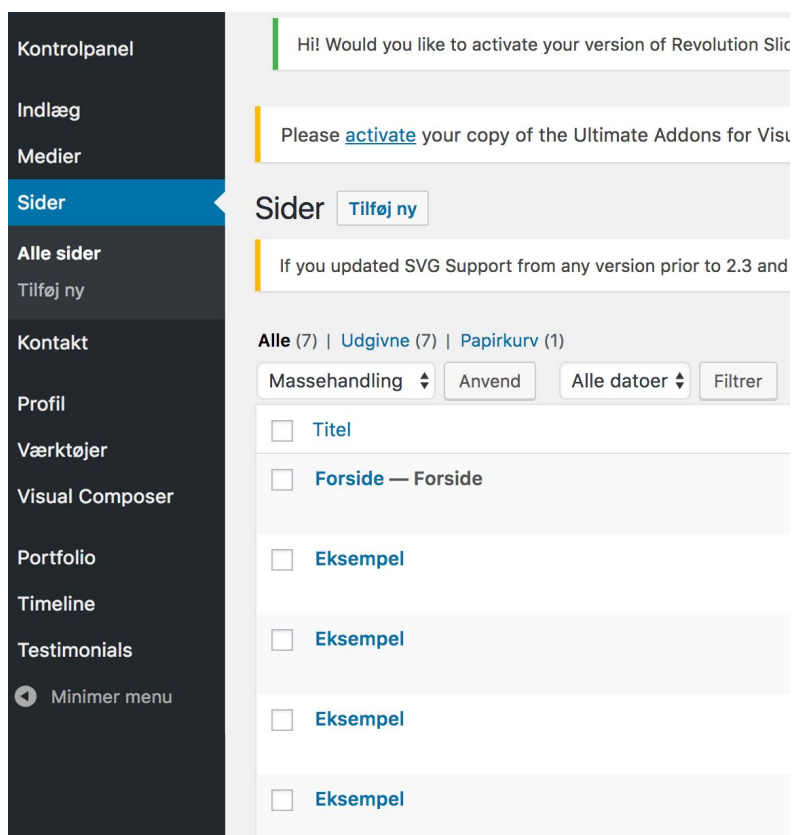 Kontrolpanel
Indlæg
Medier
Sider
Alle sider
Tilføj ny
Kontakt
Profil
Værktøjer
Visual Composer
Portfolio
Timeline
Testimonials
Minimer menu
Hi! Would you like to activate your version of Revolution
Please activate your copy of the Ultimate Addons for
Sider Tilføj ny
If you updated SVG Support from any version prior to 2.3 and
Alle (7) | Udgivne (7) | Papirkurv (1)
Massehandling Anvend Alle datoer Filtrer
Titel
Forside — Forside
Eksempel
Eksempel
Eksempel
Eksempel